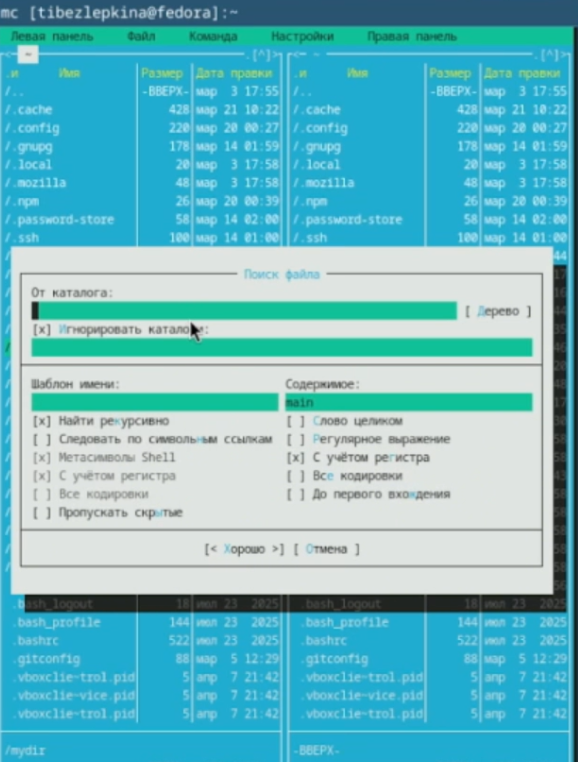 mc [tibezlepkina@fedora]:~
Левая панель Файл Команда Настройки Правая панель
<─ ~ .[^]> <─ ~ .[^]>
.и Имя Размер Дата правки .и Имя Размер Дата правки
/.. -ВВЕРХ- мар 3 17:55 /.. -ВВЕРХ- мар 3 17:55
/.cache 428 мар 21 10:22 /.cache 428 мар 21 10:22
/.config 220 мар 20 00:27 /.config 220 мар 20 00:27
/.gnupg 178 мар 14 01:59 /.gnupg 178 мар 14 01:59
/.local 20 мар 3 17:58 /.local 20 мар 3 17:58
/.mozilla 48 мар 3 17:58 /.mozilla 48 мар 3 17:58
/.npm 26 мар 20 00:39 /.npm 26 мар 20 00:39
/.password-store 58 мар 14 02:00 /.password-store 58 мар 14 02:00
/.ssh 100 мар 14 01:00 /.ssh 100 мар 14 01:00
Поиск файла
От каталога:
[ Дерево ]
[x] Игнорировать каталоги:
Шаблон имени: Содержимое:
main
[x] Найти рекурсивно [ ] Слово целиком
[ ] Следовать по символьным ссылкам [ ] Регулярное выражение
[x] Метасимволы Shell [x] С учётом регистра
[x] С учётом регистра [ ] Все кодировки
[ ] Все кодировки [ ] До первого вхождения
[ ] Пропускать скрытые
[< Хорошо >] [ Отмена ]
.bash_logout 18 июл 23 2025 .bash_logout 18 июл 23 2025
.bash_profile 144 июл 23 2025 .bash_profile 144 июл 23 2025
.bashrc 522 июл 23 2025 .bashrc 522 июл 23 2025
.gitconfig 88 мар 5 12:29 .gitconfig 88 мар 5 12:29
.vboxclie~trol.pid 5 апр 7 21:42 .vboxclie~trol.pid 5 апр 7 21:42
.vboxclie~vice.pid 5 апр 7 21:42 .vboxclie~vice.pid 5 апр 7 21:42
.vboxclie~trol.pid 5 апр 7 21:42 .vboxclie~trol.pid 5 апр 7 21:42
/mydir -ВВЕРХ-